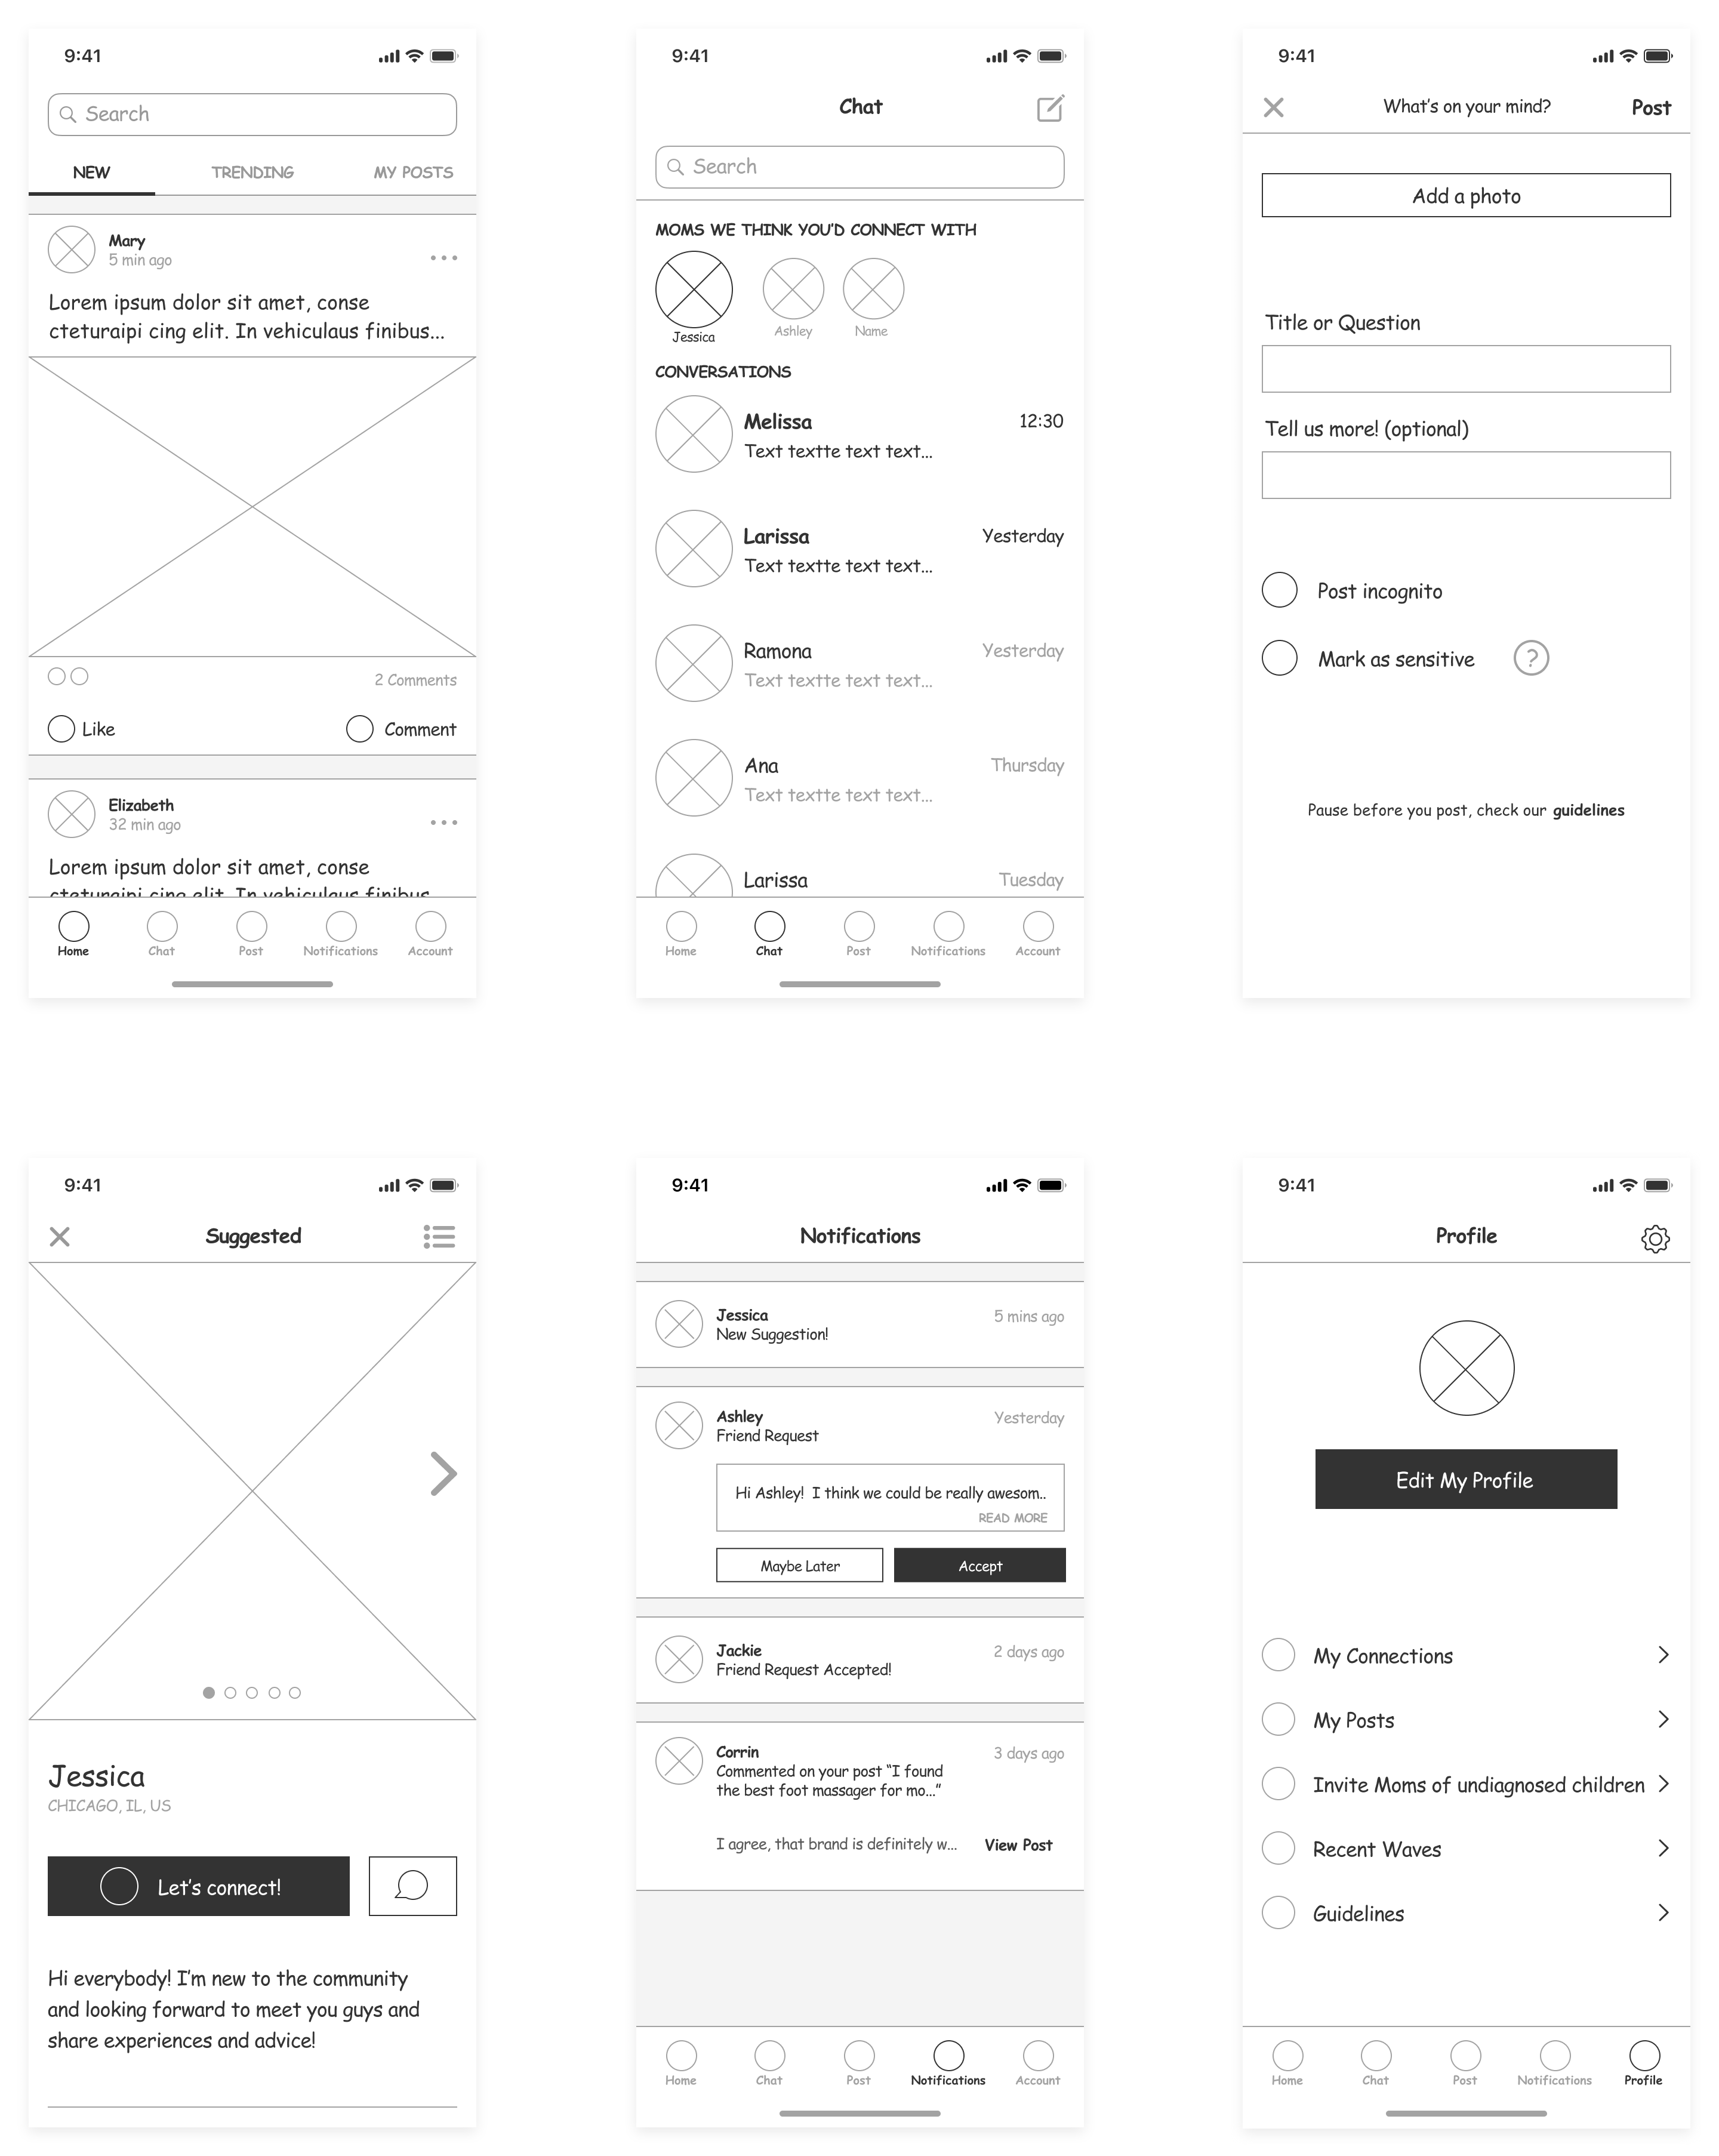 9:41
Search
NEW TRENDING MY POSTS
Mary
5 min ago
Lorem ipsum dolor sit amet, conse
cteturaipi cing elit. In vehiculaus finibus...
2 Comments
Like Comment
Elizabeth
32 min ago
Lorem ipsum dolor sit amet, conse
cteturaipi cing elit. In vehiculaus finibus
Home Chat Post Notifications Account
9:41
Chat
Search
MOMS WE THINK YOU'D CONNECT WITH
Jessica Ashley Name
CONVERSATIONS
Melissa 12:30
Text textte text text...
Larissa Yesterday
Text textte text text...
Ramona Yesterday
Text textte text text...
Ana Thursday
Text textte text text...
Larissa Tuesday
Home Chat Post Notifications Account
9:41
What's on your mind? Post
Add a photo
Title or Question
Tell us more! (optional)
Post incognito
Mark as sensitive ?
Pause before you post, check our guidelines
9:41
Suggested
Jessica
CHICAGO, IL, US
Let's connect!
Hi everybody! I'm new to the community
and looking forward to meet you guys and
share experiences and advice!
9:41
Notifications
Jessica 5 mins ago
New Suggestion!
Ashley Yesterday
Friend Request
Hi Ashley! I think we could be really awesom..
READ MORE
Maybe Later Accept
Jackie 2 days ago
Friend Request Accepted!
Corrin 3 days ago
Commented on your post “I found
the best foot massager for mo...”
I agree, that brand is definitely w... View Post
Home Chat Post Notifications Account
9:41
Profile
Edit My Profile
My Connections
My Posts
Invite Moms of undiagnosed children
Recent Waves
Guidelines
Home Chat Post Notifications Profile